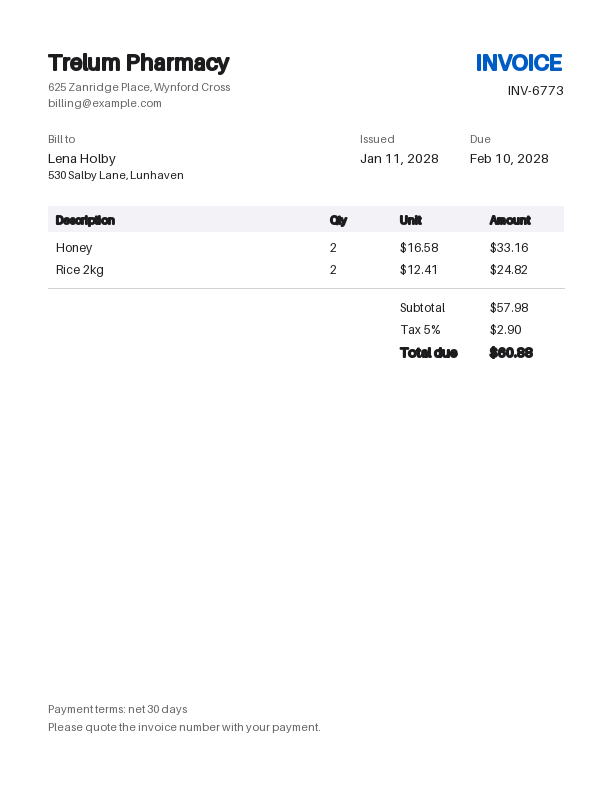 Trelum Pharmacy
INVOICE
625 Zanridge Place, Wynford Cross
billing@example.com
INV-6773
Bill to
Issued
Due
Lena Holby
Jan 11, 2028
Feb 10, 2028
530 Salby Lane, Lunhaven
Description Qty Unit Amount
Honey 2 $16.58 $33.16
Rice 2kg 2 $12.41 $24.82
Subtotal $57.98
Tax 5% $2.90
Total due $60.88
Payment terms: net 30 days
Please quote the invoice number with your payment.